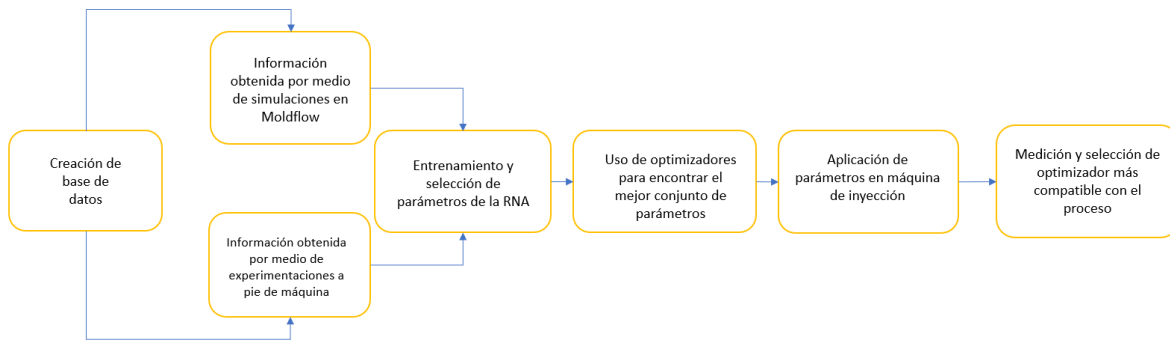 Creación de
base de
datos
Información
obtenida por medio
de simulaciones en
Moldflow
Información obtenida
por medio de
experimentaciones a
pie de máquina
Entrenamiento y
selección de
parámetros de la RNA
Uso de optimizadores
para encontrar el
mejor conjunto de
parámetros
Aplicación de
parámetros en máquina
de inyección
Medición y selección de
optimizador más
compatible con el
proceso